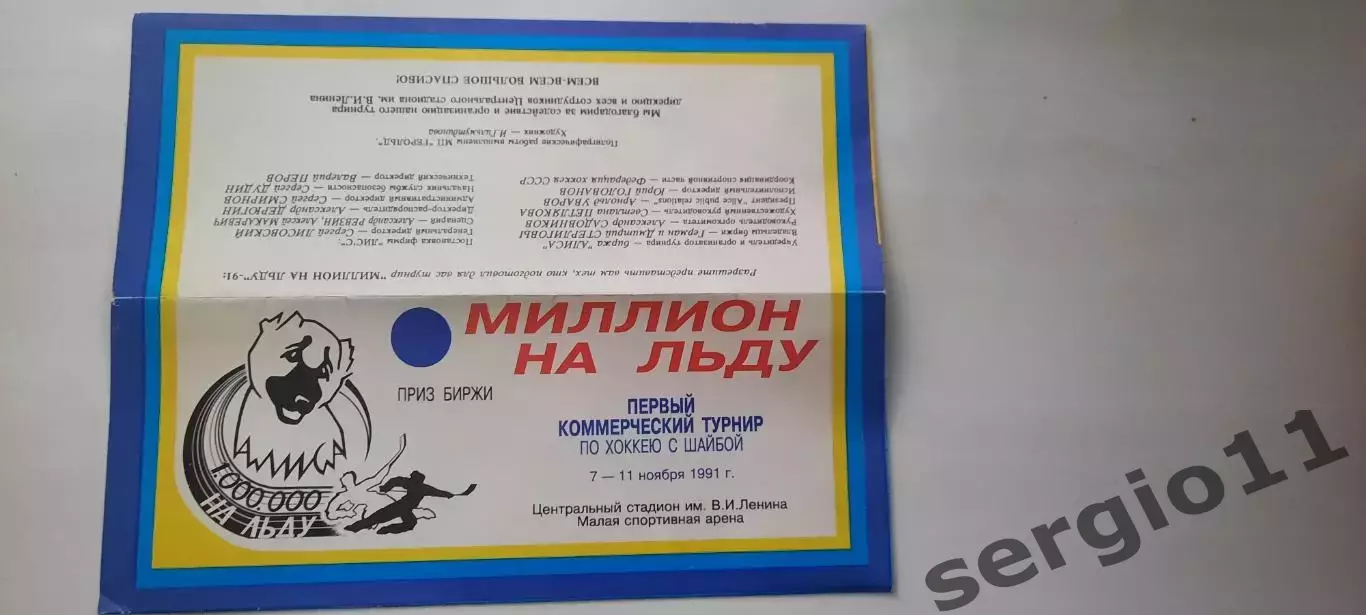 МИЛЛИОН
НА ЛЬДУ
ПРИЗ БИРЖИ
ПЕРВЫЙ
КОММЕРЧЕСКИЙ ТУРНИР
ПО ХОККЕЮ С ШАЙБОЙ
7 — 11 ноября 1991 г.
Центральный стадион им. В.И.Ленина
Малая спортивная арена
АЛИСА
1.000.000
НА ЛЬДУ
Разрешите представить вам тех, кто подготовил для вас турнир "МИЛЛИОН НА ЛЬДУ"-91:
Учредитель и организатор турнира — биржа "АЛИСА"
Владельцы биржи — Герман и Дмитрий СТЕРЛИГОВЫ
Руководитель оргкомитета — Александр САДОВНИКОВ
Художественный руководитель — Светлана ПЕТЛЯКОВА
Президент "Alice public relations" — Арнольд УВАРОВ
Исполнительный директор — Юрий ГОЛОВАНОВ
Координация спортивной части — Федерация хоккея СССР
Постановка фирмы "ЛИС'С":
Генеральный директор — Сергей ЛИСОВСКИЙ
Сценарий — Александр РЕВЗИН, Алексей МАКАРЕВИЧ
Директор-распорядитель — Александр ДЕРЮГИН
Административный директор — Сергей СМИРНОВ
Начальник службы безопасности — Сергей ДУДИН
Технический директор — Валерий ПЕРОВ
Полиграфические работы выполнены МП "ГЕРОЛЬД".
Художник — И.Гильмутдинова
Мы благодарим за содействие и организацию нашего турнира
дирекцию и всех сотрудников Центрального стадиона им. В.И.Ленина
ВСЕМ-ВСЕМ БОЛЬШОЕ СПАСИБО!
sergio11